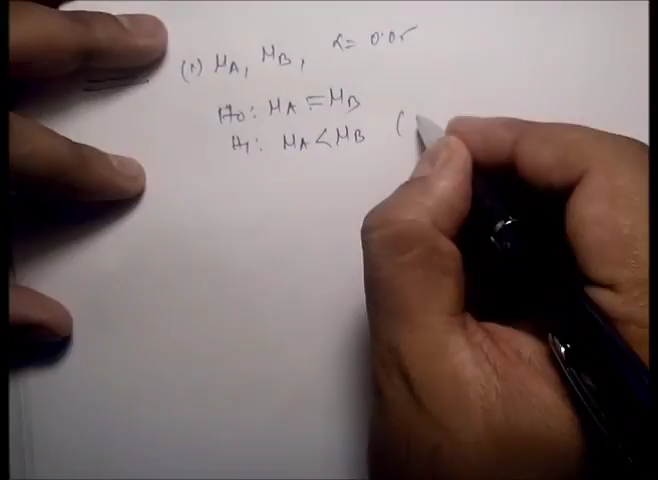 (1) μA, μB, α = 0.05
H0: μA = μB
H1: μA < μB (